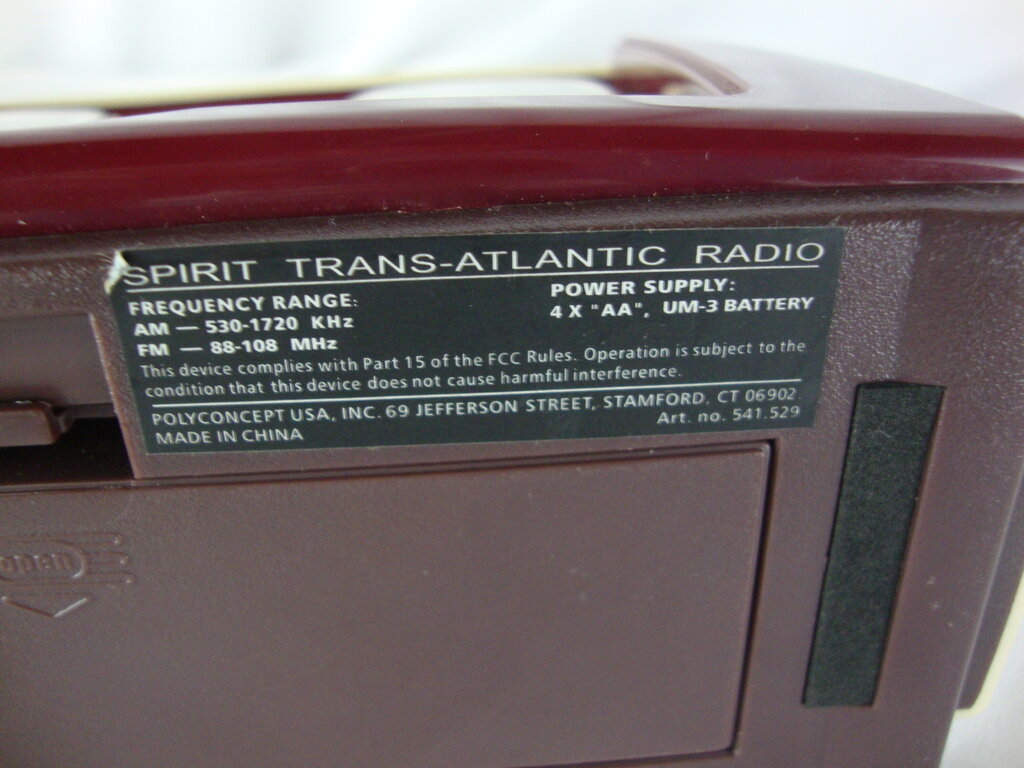 SPIRIT TRANS-ATLANTIC RADIO
FREQUENCY RANGE:
AM — 530-1720 KHz
FM — 88-108 MHz
POWER SUPPLY:
4 X "AA", UM-3 BATTERY
This device complies with Part 15 of the FCC Rules. Operation is subject to the
condition that this device does not cause harmful interference.
POLYCONCEPT USA, INC. 69 JEFFERSON STREET, STAMFORD, CT 06902
MADE IN CHINA
Art. no. 541.529
open